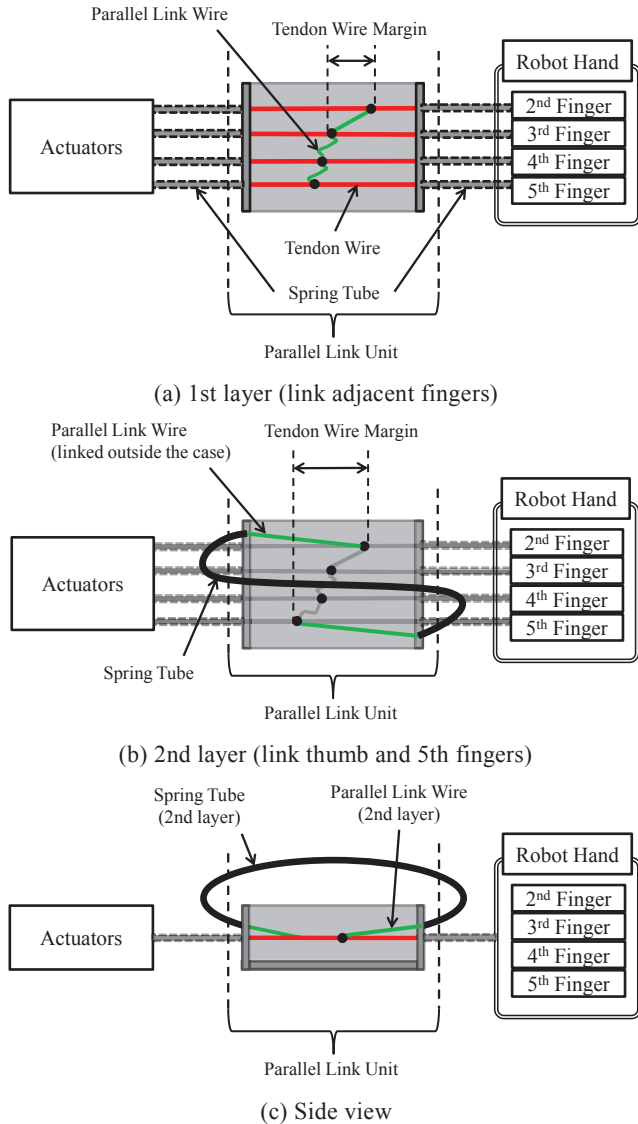 Parallel Link Wire
Tendon Wire Margin
Robot Hand
Actuators
2nd Finger
3rd Finger
4th Finger
5th Finger
Tendon Wire
Spring Tube
Parallel Link Unit
(a) 1st layer (link adjacent fingers)
Parallel Link Wire
(linked outside the case)
Tendon Wire Margin
Robot Hand
Actuators
2nd Finger
3rd Finger
4th Finger
5th Finger
Spring Tube
Parallel Link Unit
(b) 2nd layer (link thumb and 5th fingers)
Spring Tube
(2nd layer)
Parallel Link Wire
(2nd layer)
Robot Hand
Actuators
2nd Finger
3rd Finger
4th Finger
5th Finger
Parallel Link Unit
(c) Side view